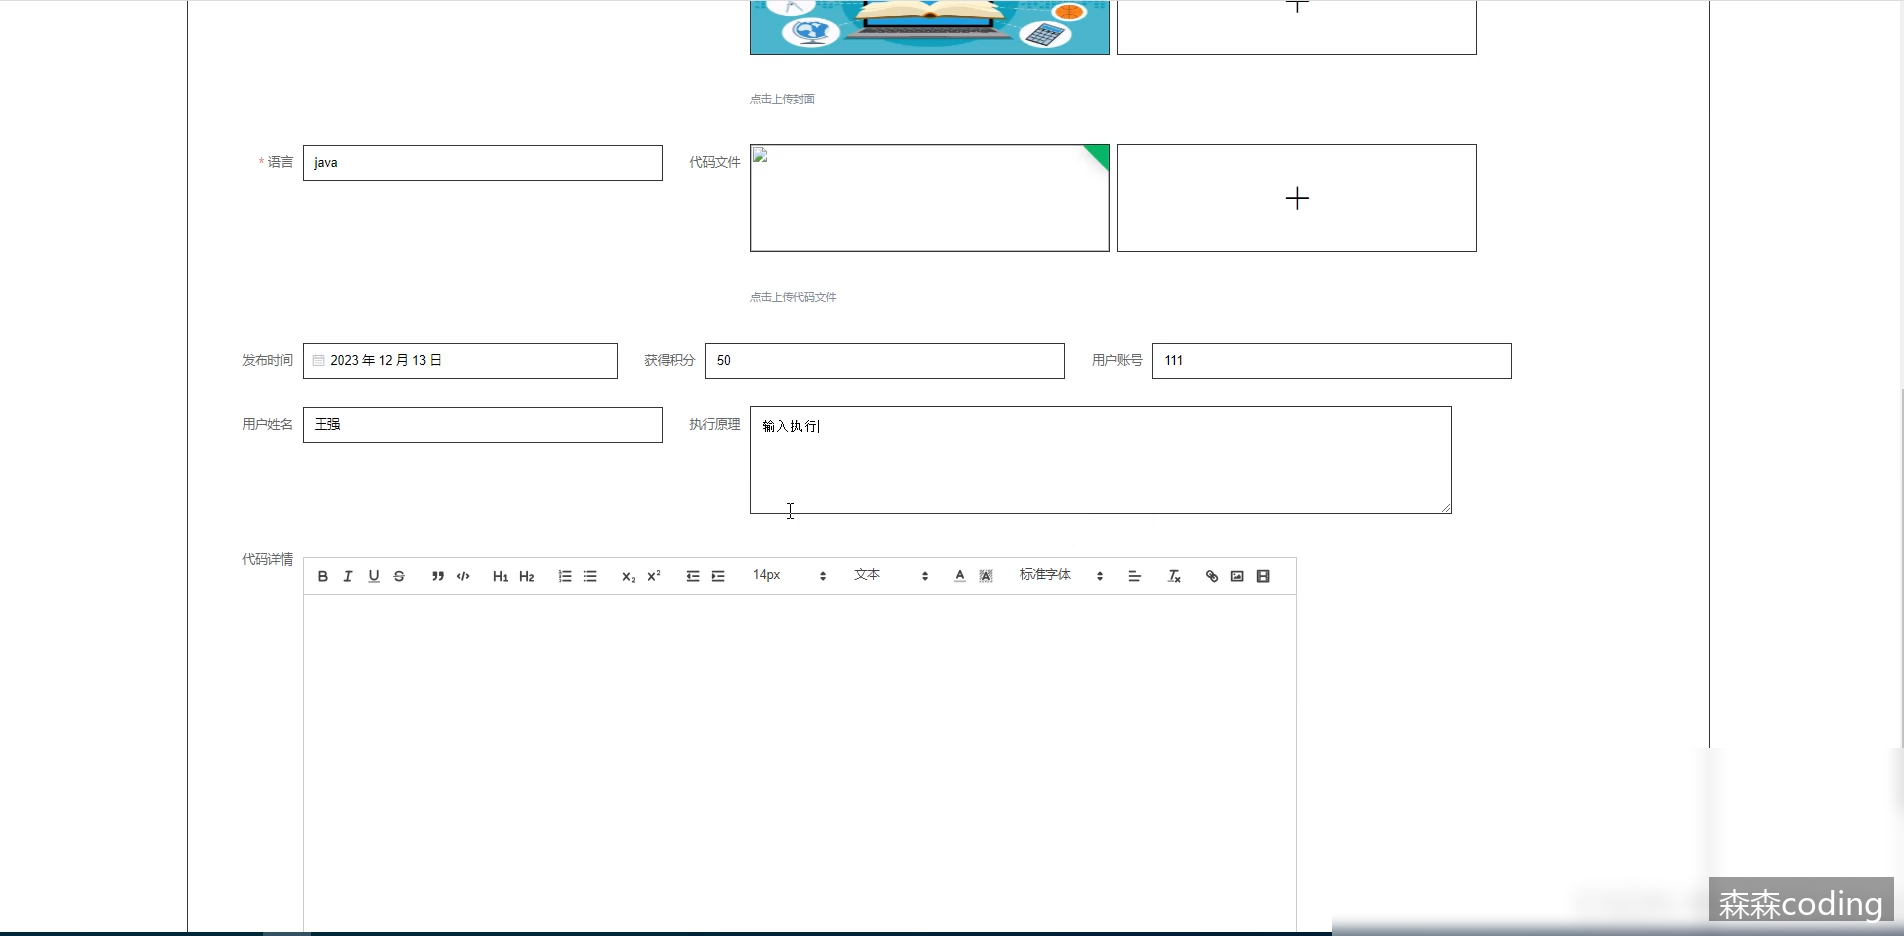 点击上传封面
* 语言 java 代码文件
点击上传代码文件
发布时间 2023 年 12 月 13 日 获得积分 50 用户账号 111
用户姓名 王强 执行原理 输入执行
代码详情
B I U S H1 H2 X2 X² 14px 文本 A A 标准字体 Tx
森森coding